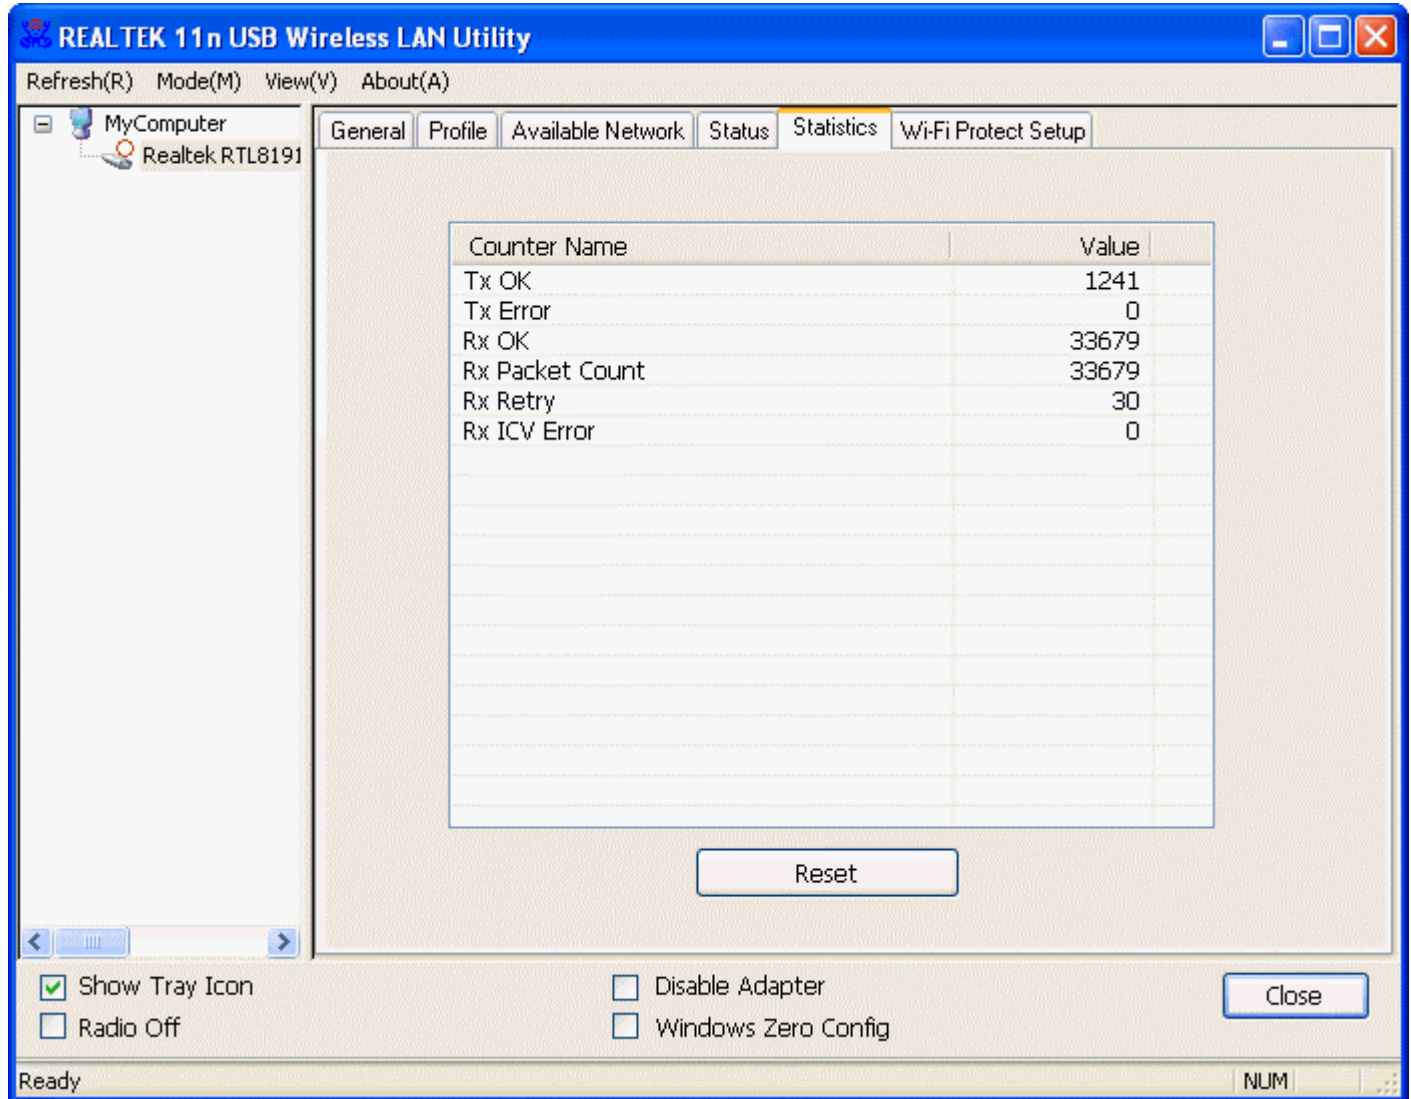 REALTEK 11n USB Wireless LAN Utility
Refresh(R) Mode(M) View(V) About(A)
MyComputer
Realtek RTL8191
General Profile Available Network Status Statistics Wi-Fi Protect Setup
Counter Name Value
Tx OK 1241
Tx Error 0
Rx OK 33679
Rx Packet Count 33679
Rx Retry 30
Rx ICV Error 0
Reset
Show Tray Icon Disable Adapter Close
Radio Off Windows Zero Config
Ready NUM